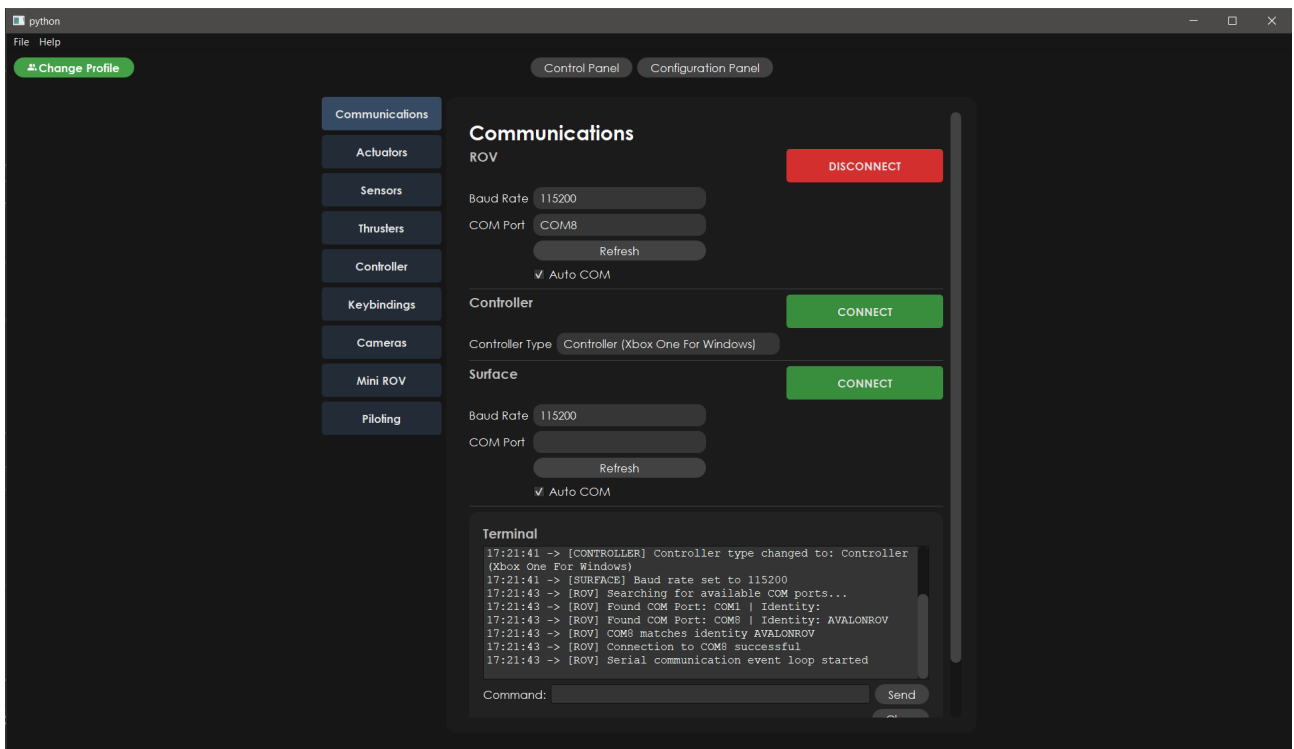 python
File Help
Change Profile
Control Panel Configuration Panel
Communications
Actuators
Sensors
Thrusters
Controller
Keybindings
Cameras
Mini ROV
Piloting
Communications
ROV
DISCONNECT
Baud Rate 115200
COM Port COM8
Refresh
Auto COM
Controller
CONNECT
Controller Type Controller (Xbox One For Windows)
Surface
CONNECT
Baud Rate 115200
COM Port
Refresh
Auto COM
Terminal
17:21:41 -> [CONTROLLER] Controller type changed to: Controller
(Xbox One For Windows)
17:21:41 -> [SURFACE] Baud rate set to 115200
17:21:43 -> [ROV] Searching for available COM ports...
17:21:43 -> [ROV] Found COM Port: COM1 | Identity:
17:21:43 -> [ROV] Found COM Port: COM8 | Identity: AVALONROV
17:21:43 -> [ROV] COM8 matches identity AVALONROV
17:21:43 -> [ROV] Connection to COM8 successful
17:21:43 -> [ROV] Serial communication event loop started
Command:
Send